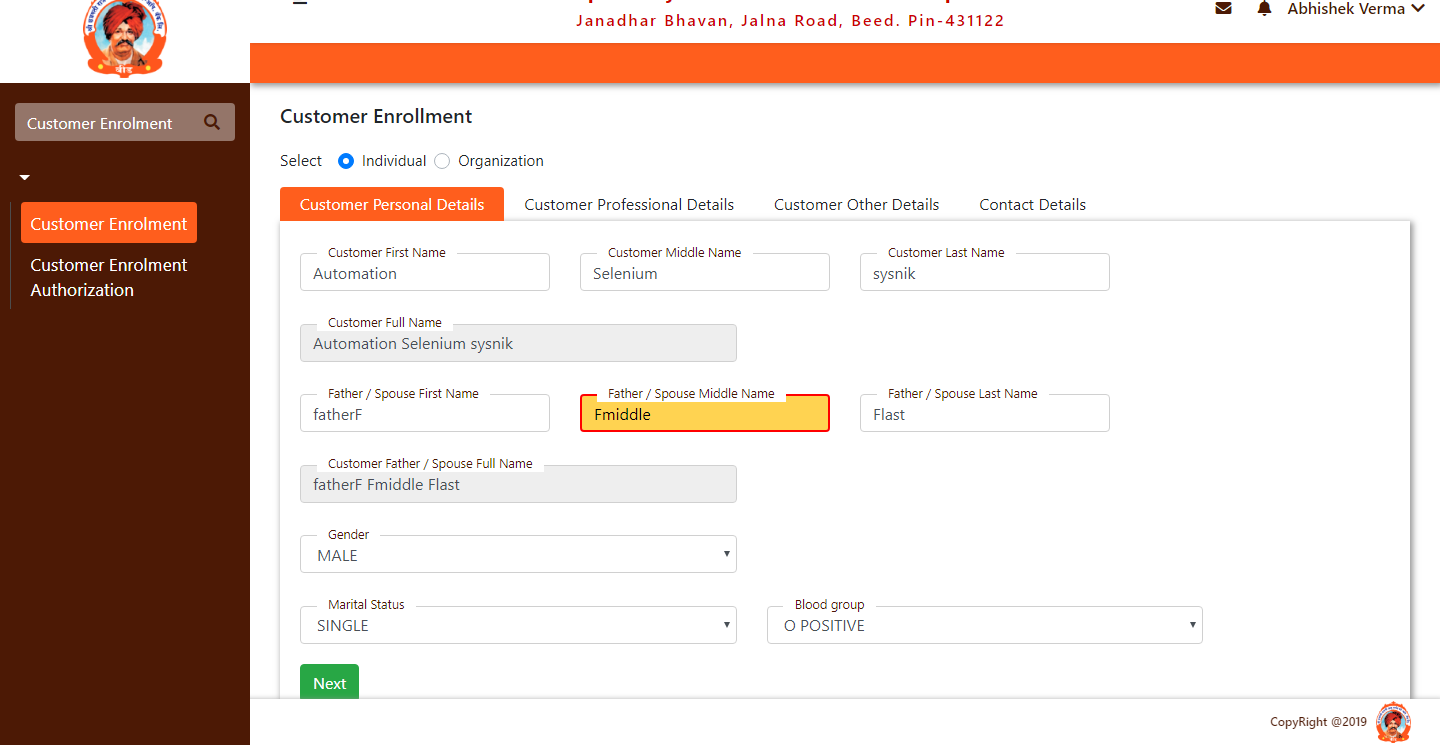 Janadhar Bhavan, Jalna Road, Beed. Pin-431122
Abhishek Verma
बीड
Customer Enrolment
Customer Enrolment
Customer Enrolment
Authorization
Customer Enrollment
Select Individual Organization
Customer Personal Details Customer Professional Details Customer Other Details Contact Details
Customer First Name Customer Middle Name Customer Last Name
Automation Selenium sysnik
Customer Full Name
Automation Selenium sysnik
Father / Spouse First Name Father / Spouse Middle Name Father / Spouse Last Name
fatherF Fmiddle Flast
Customer Father / Spouse Full Name
fatherF Fmiddle Flast
Gender
MALE
Marital Status Blood group
SINGLE O POSITIVE
Next
CopyRight @2019